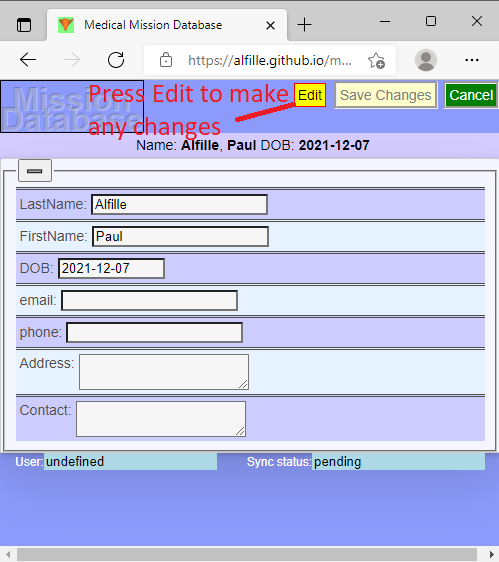 Medical Mission Database
https://alfille.github.io/m...
Mission
Database
Press Edit to make
any changes
Edit
Save Changes
Cancel
Name: Alfille, Paul DOB: 2021-12-07
LastName: Alfille
FirstName: Paul
DOB: 2021-12-07
email:
phone:
Address:
Contact:
User: undefined Sync status: pending